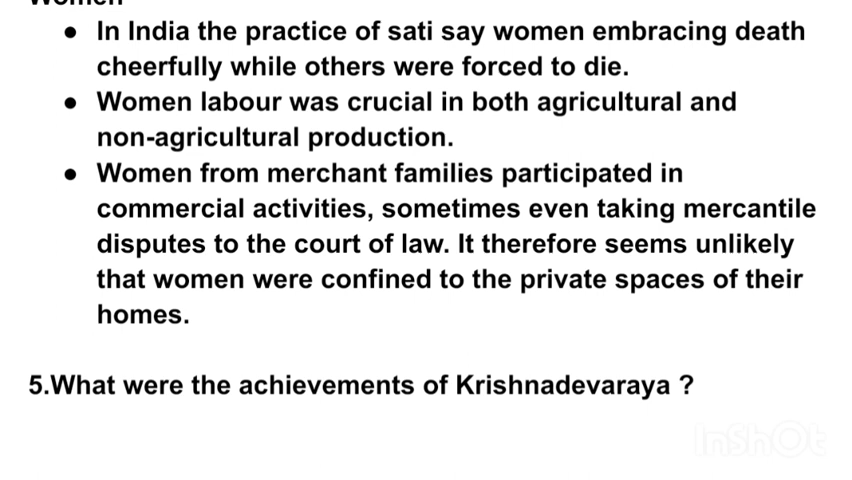 Women
• In India the practice of sati say women embracing death
cheerfully while others were forced to die.
• Women labour was crucial in both agricultural and
non-agricultural production.
• Women from merchant families participated in
commercial activities, sometimes even taking mercantile
disputes to the court of law. It therefore seems unlikely
that women were confined to the private spaces of their
homes.
5.What were the achievements of Krishnadevaraya ?
InShOt